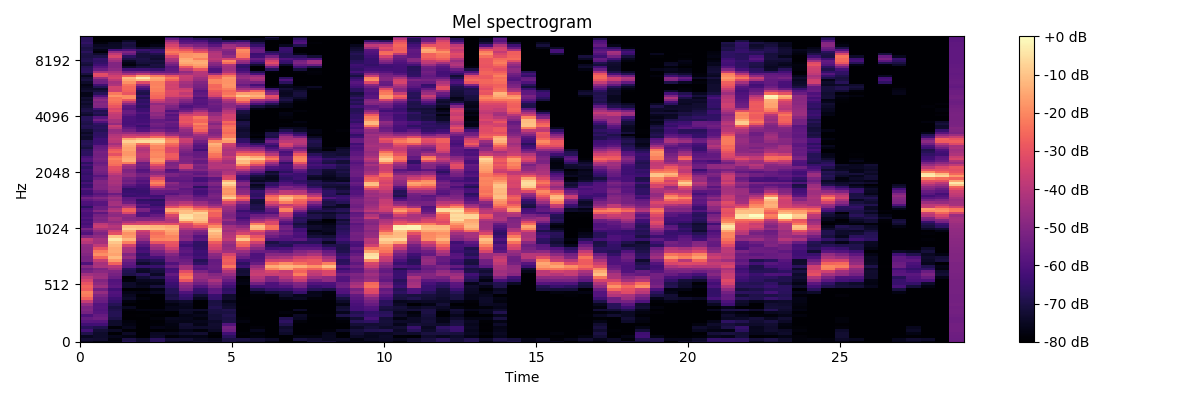 Mel spectrogram
Hz
8192
4096
2048
1024
512
0
0 5 10 15 20 25
Time
+0 dB
-10 dB
-20 dB
-30 dB
-40 dB
-50 dB
-60 dB
-70 dB
-80 dB